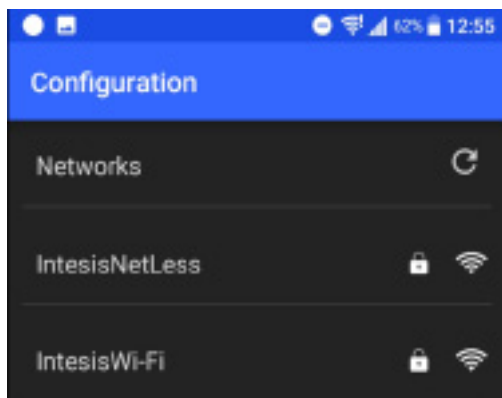 62% 12:55
Configuration
Networks
IntesisNetLess
IntesisWi-Fi